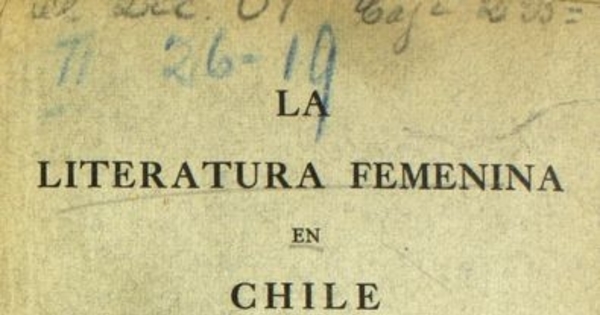 26-19
LA
LITERATURA FEMENINA
EN
CHILE